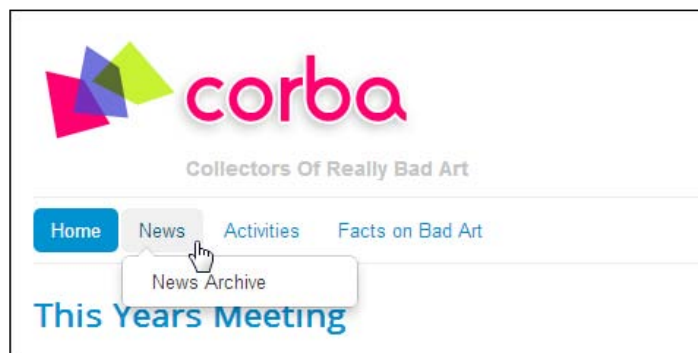 corba
Collectors Of Really Bad Art
Home News Activities Facts on Bad Art
News Archive
This Years Meeting